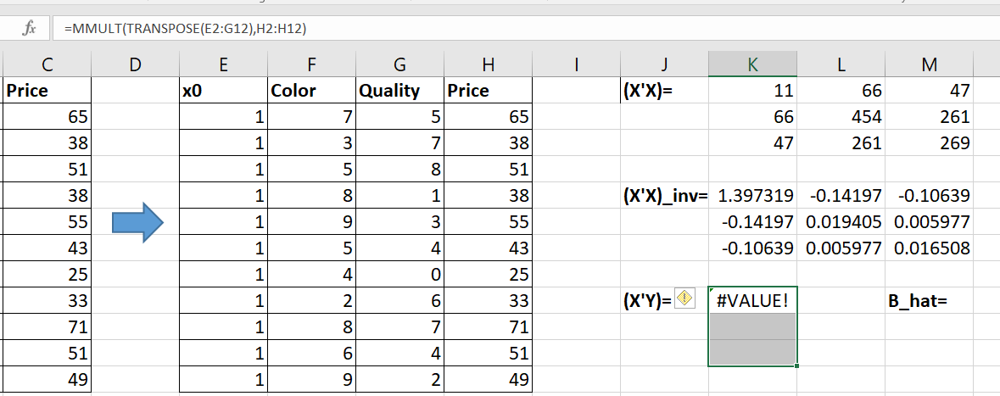 fx =MMULT(TRANSPOSE(E2:G12),H2:H12)
C D E F G H I J K L M
Price x0 Color Quality Price (X'X)= 11 66 47
65 1 7 5 65 66 454 261
38 1 3 7 38 47 261 269
51 1 5 8 51
38 1 8 1 38 (X'X)_inv= 1.397319 -0.14197 -0.10639
55 1 9 3 55 -0.14197 0.019405 0.005977
43 1 5 4 43 -0.10639 0.005977 0.016508
25 1 4 0 25
33 1 2 6 33 (X'Y)= ! #VALUE! B_hat=
71 1 8 7 71
51 1 6 4 51
49 1 9 2 49